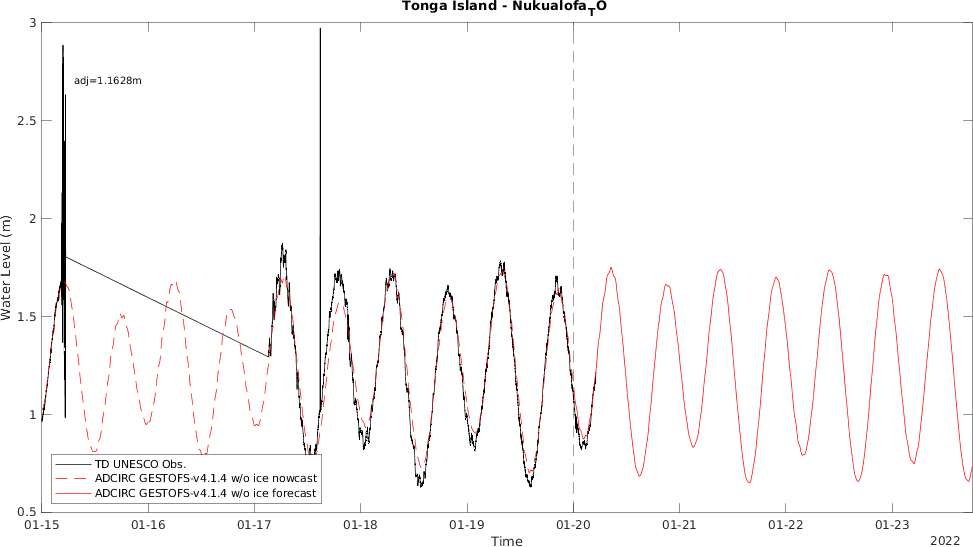 Tonga Island - Nukualofa_TO
3
adj=1.1628m
2.5
2
Water Level (m)
1.5
1
TD UNESCO Obs.
ADCIRC GESTOFS-v4.1.4 w/o ice nowcast
ADCIRC GESTOFS-v4.1.4 w/o ice forecast
0.5
01-15 01-16 01-17 01-18 01-19 01-20 01-21 01-22 01-23
Time
2022